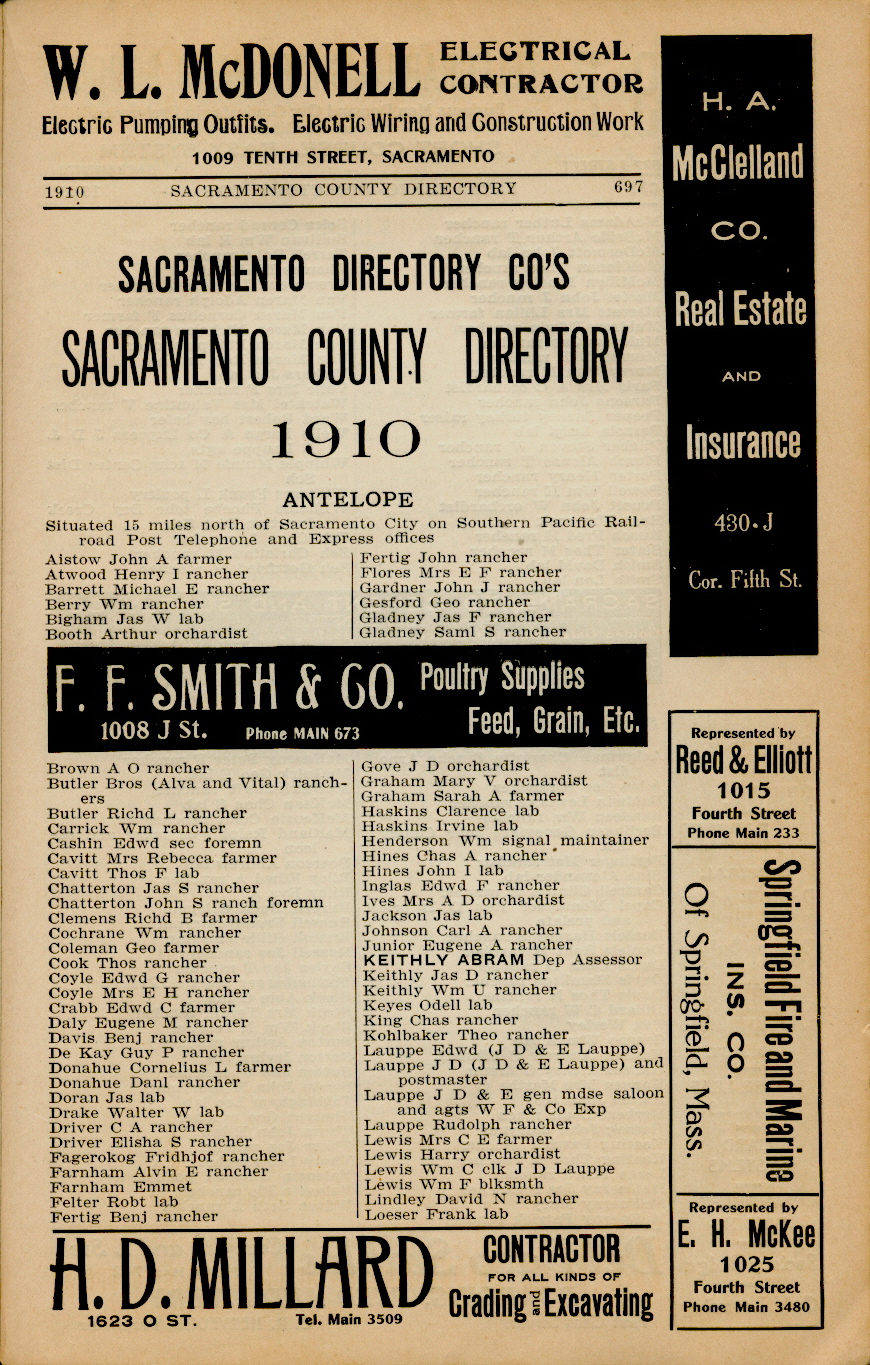 W. L. McDONELL ELECTRICAL
CONTRACTOR
Electric Pumping Outfits. Electric Wiring and Construction Work
1009 TENTH STREET, SACRAMENTO
1910 SACRAMENTO COUNTY DIRECTORY 697
SACRAMENTO DIRECTORY CO'S
SACRAMENTO COUNTY DIRECTORY
1910
ANTELOPE
Situated 15 miles north of Sacramento City on Southern Pacific Rail-
road Post Telephone and Express offices
Aistow John A farmer
Atwood Henry I rancher
Barrett Michael E rancher
Berry Wm rancher
Bigham Jas W lab
Booth Arthur orchardist
Fertig John rancher
Flores Mrs E F rancher
Gardner John J rancher
Gesford Geo rancher
Gladney Jas F rancher
Gladney Saml S rancher
F. F. SMITH & CO. Poultry Supplies
1008 J St. Phone MAIN 673 Feed, Grain, Etc.
Brown A O rancher
Butler Bros (Alva and Vital) ranch-
ers
Butler Richd L rancher
Carrick Wm rancher
Cashin Edwd sec foremn
Cavitt Mrs Rebecca farmer
Cavitt Thos F lab
Chatterton Jas S rancher
Chatterton John S ranch foremn
Clemens Richd B farmer
Cochrane Wm rancher
Coleman Geo farmer
Cook Thos rancher
Coyle Edwd G rancher
Coyle Mrs E H rancher
Crabb Edwd C farmer
Daly Eugene M rancher
Davis Benj rancher
De Kay Guy P rancher
Donahue Cornelius L farmer
Donahue Danl rancher
Doran Jas lab
Drake Walter W lab
Driver C A rancher
Driver Elisha S rancher
Fagerokog Fridhjof rancher
Farnham Alvin E rancher
Farnham Emmet
Felter Robt lab
Fertig Benj rancher
Gove J D orchardist
Graham Mary V orchardist
Graham Sarah A farmer
Haskins Clarence lab
Haskins Irvine lab
Henderson Wm signal maintainer
Hines Chas A rancher
Hines John I lab
Inglas Edwd F rancher
Ives Mrs A D orchardist
Jackson Jas lab
Johnson Carl A rancher
Junior Eugene A rancher
KEITHLY ABRAM Dep Assessor
Keithly Jas D rancher
Keithly Wm U rancher
Keyes Odell lab
King Chas rancher
Kohlbaker Theo rancher
Lauppe Edwd (J D & E Lauppe)
Lauppe J D (J D & E Lauppe) and
postmaster
Lauppe J D & E gen mdse saloon
and agts W F & Co Exp
Lauppe Rudolph rancher
Lewis Mrs C E farmer
Lewis Harry orchardist
Lewis Wm C clk J D Lauppe
Lewis Wm F blksmth
Lindley David N rancher
Loeser Frank lab
H. D. MILLARD
1623 O ST. Tel. Main 3509
CONTRACTOR
FOR ALL KINDS OF
Grading and Excavating
H. A.
McClelland
CO.
Real Estate
AND
Insurance
430 • J
Cor. Fifth St.
Represented by
Reed & Elliott
1015
Fourth Street
Phone Main 233
Springfield Fire and Marine
INS. CO.
Of Springfield, Mass.
Represented by
E. H. McKee
1025
Fourth Street
Phone Main 3480